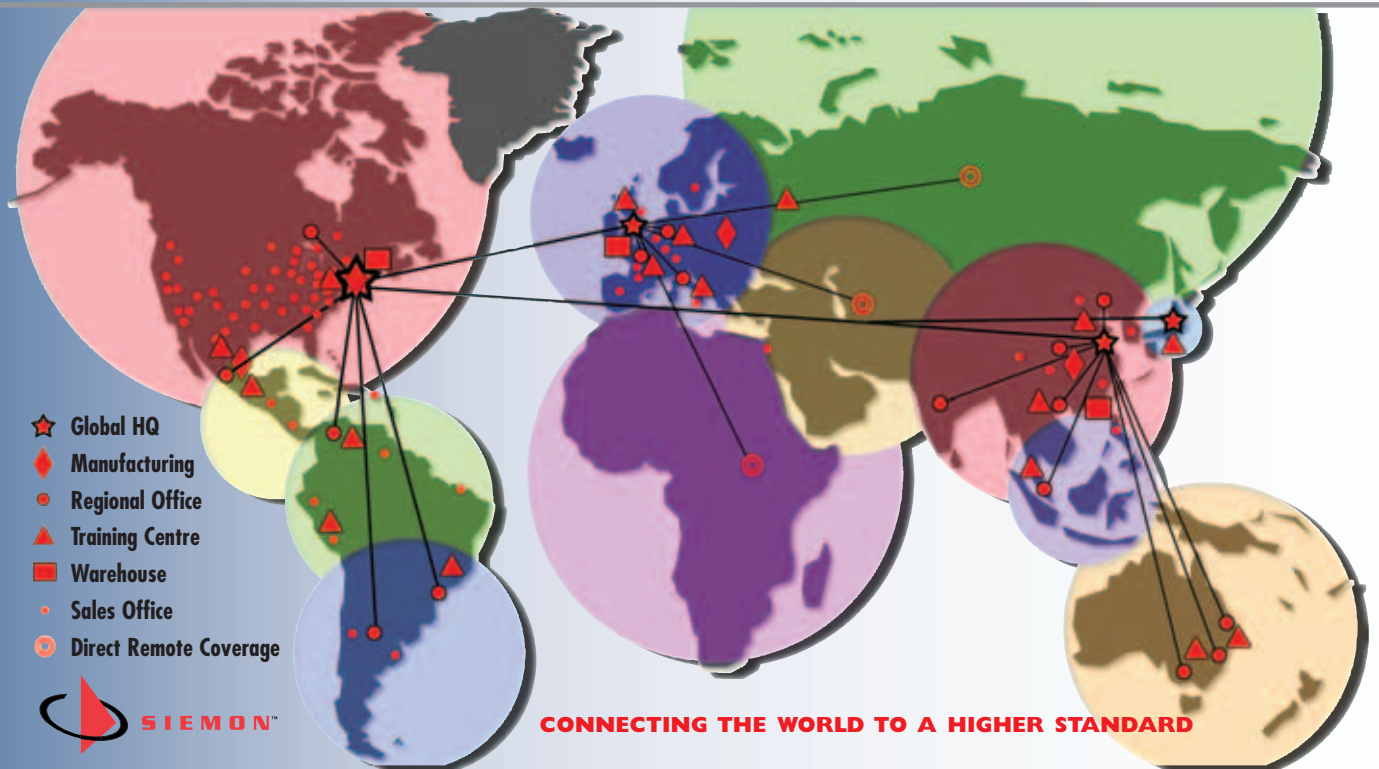 Global HQ
Manufacturing
Regional Office
Training Centre
Warehouse
Sales Office
Direct Remote Coverage
SIEMON™
CONNECTING THE WORLD TO A HIGHER STANDARD